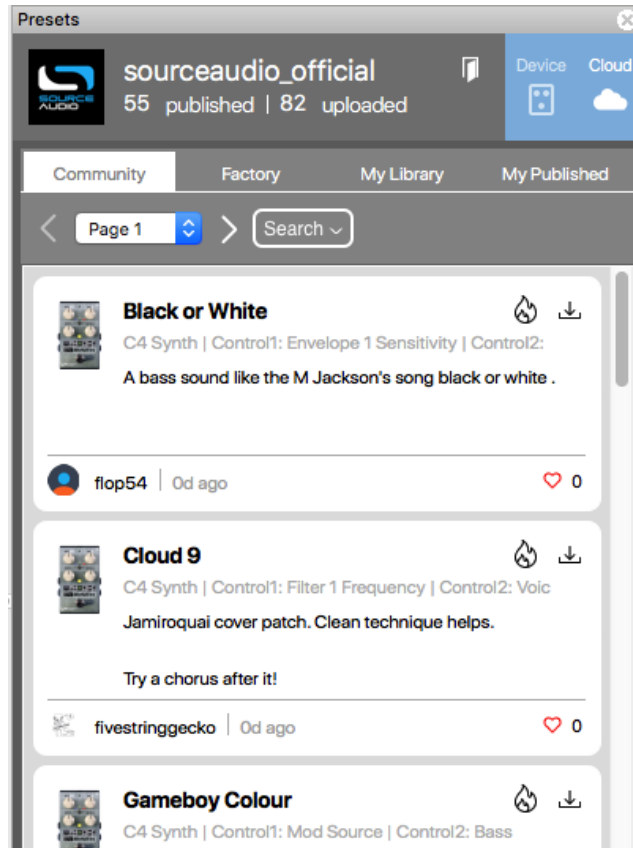 Presets
SOURCE
AUDIO
sourceaudio_official
55 published | 82 uploaded
Device
Cloud
Community
Factory
My Library
My Published
Page 1
Search
Black or White
C4 Synth | Control1: Envelope 1 Sensitivity | Control2:
A bass sound like the M Jackson's song black or white .
flop54 | 0d ago
0
Cloud 9
C4 Synth | Control1: Filter 1 Frequency | Control2: Voic
Jamiroquai cover patch. Clean technique helps.
Try a chorus after it!
fivestringgecko | 0d ago
0
Gameboy Colour
C4 Synth | Control1: Mod Source | Control2: Bass